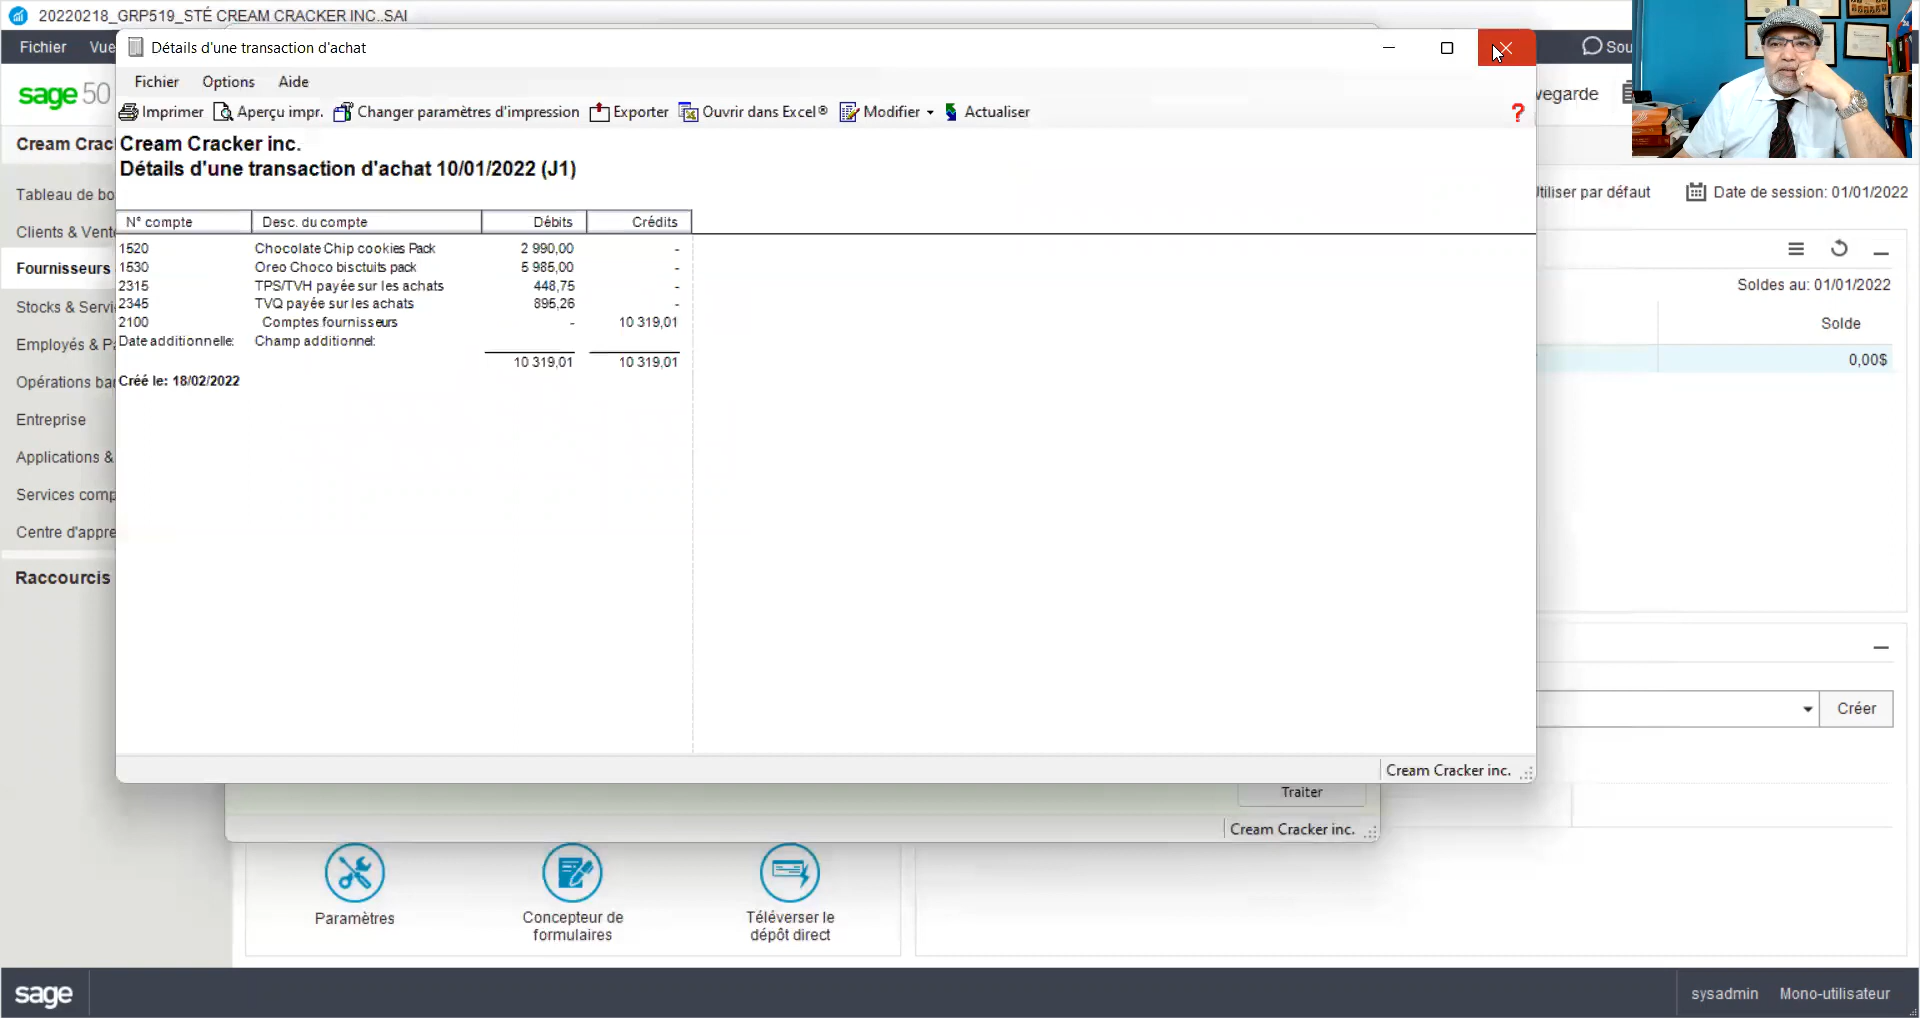 20220218_GRP519_STÉ CREAM CRACKER INC..SAI
Fichier Vue
Détails d'une transaction d'achat
Fichier Options Aide
Imprimer Aperçu impr. Changer paramètres d'impression Exporter Ouvrir dans Excel® Modifier Actualiser ?
Cream Cracker inc.
Détails d'une transaction d'achat 10/01/2022 (J1)
N° compte Desc. du compte Débits Crédits
1520 Chocolate Chip cookies Pack 2 990,00 -
1530 Oreo Choco bisctuits pack 5 985,00 -
2315 TPS/TVH payée sur les achats 448,75 -
2345 TVQ payée sur les achats 895,26 -
2100 Comptes fournisseurs - 10 319,01
Date additionnelle: Champ additionnel:
10 319,01 10 319,01
Créé le: 18/02/2022
Cream Cracker inc.
Traiter
Cream Cracker inc.
sage 50
Cream Crac
Tableau de bo
Clients & Vent
Fournisseurs
Stocks & Servi
Employés & Pa
Opérations ban
Entreprise
Applications &
Services comp
Centre d'appre
Raccourcis
Sou
vegarde
tiliser par défaut Date de session: 01/01/2022
Soldes au: 01/01/2022
Solde
0,00$
Créer
Paramètres
Concepteur de
formulaires
Téléverser le
dépôt direct
sage
sysadmin Mono-utilisateur